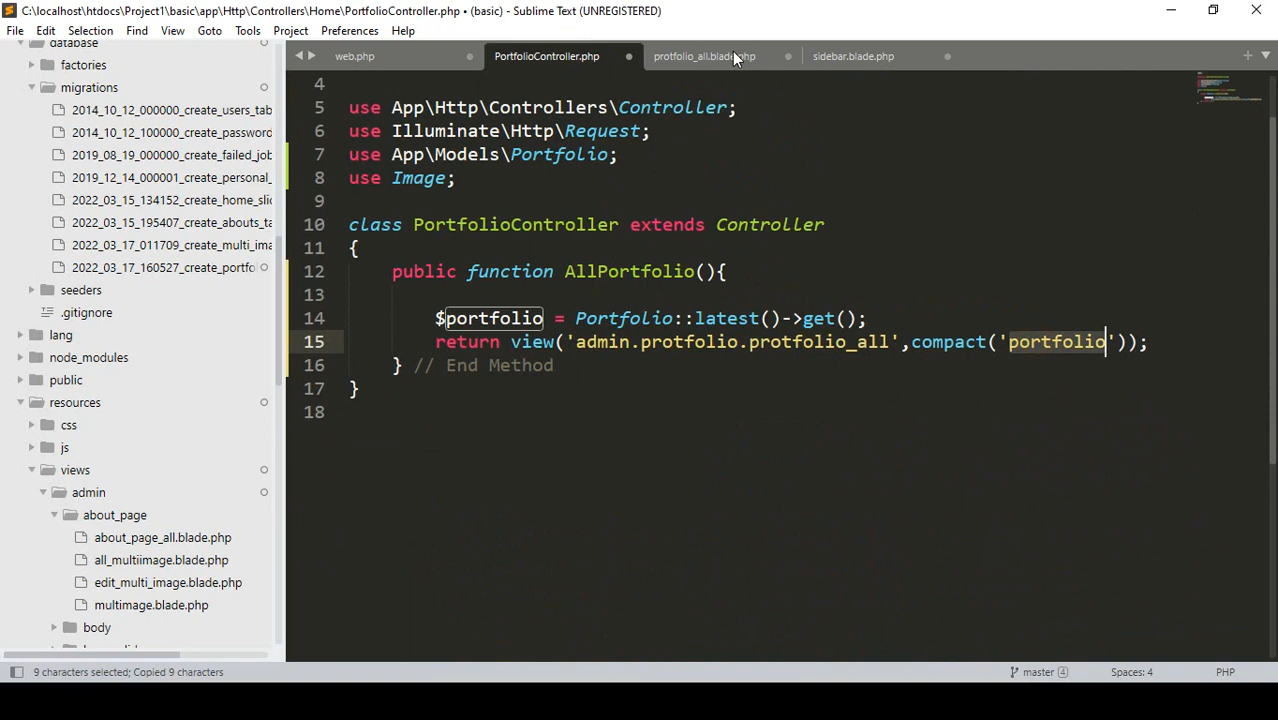 C:\localhost\htdocs\Project1\basic\app\Http\Controllers\Home\PortfolioController.php • (basic) - Sublime Text (UNREGISTERED)
File Edit Selection Find View Goto Tools Project Preferences Help
database
factories
migrations
2014_10_12_000000_create_users_tab
2014_10_12_100000_create_password
2019_08_19_000000_create_failed_job
2019_12_14_000001_create_personal_
2022_03_15_134152_create_home_slic
2022_03_15_195407_create_abouts_ta
2022_03_17_011709_create_multi_ima
2022_03_17_160527_create_portfo
seeders
.gitignore
lang
node_modules
public
resources
css
js
views
admin
about_page
about_page_all.blade.php
all_multiimage.blade.php
edit_multi_image.blade.php
multimage.blade.php
body
web.php PortfolioController.php protfolio_all.blade.php sidebar.blade.php
4
5 use App\Http\Controllers\Controller;
6 use Illuminate\Http\Request;
7 use App\Models\Portfolio;
8 use Image;
9
10 class PortfolioController extends Controller
11 {
12 public function AllPortfolio(){
13
14 $portfolio = Portfolio::latest()->get();
15 return view('admin.protfolio.protfolio_all',compact('portfolio'));
16 } // End Method
17 }
18
9 characters selected; Copied 9 characters master 4 Spaces: 4 PHP